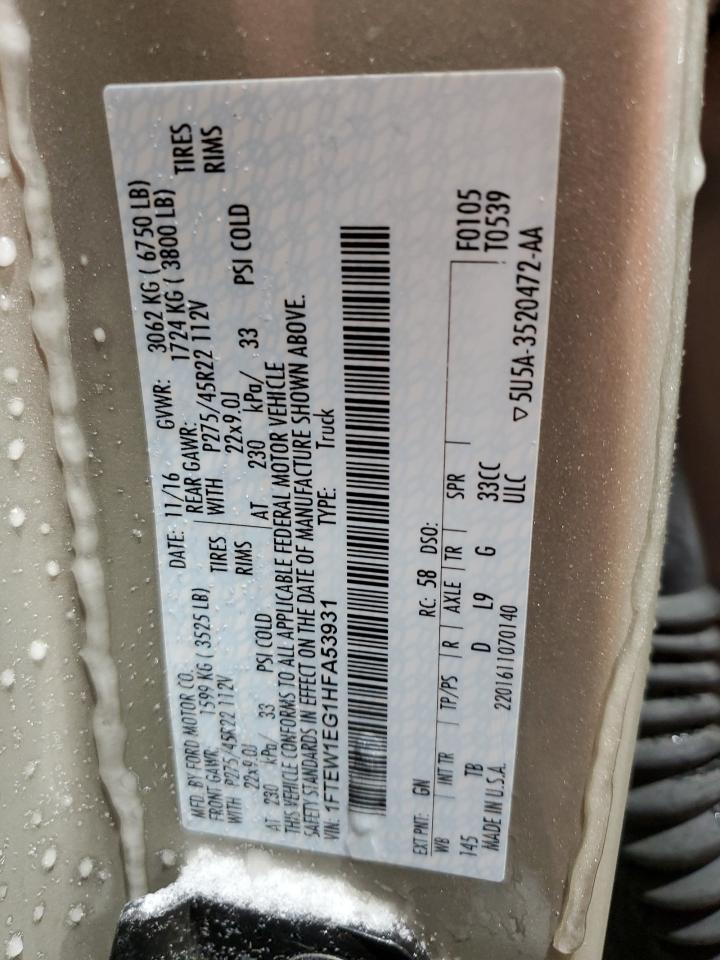 MFD. BY FORD MOTOR CO. DATE: 11/16 GVWR: 3062 KG ( 6750 LB)
FRONT GAWR: 1599 KG ( 3525 LB) REAR GAWR: 1724 KG ( 3800 LB)
WITH P275/45R22 112V TIRES WITH P275/45R22 112V TIRES
22x9.0J RIMS 22x9.0J RIMS
AT 230 kPa/ 33 PSI COLD AT 230 kPa/ 33 PSI COLD
THIS VEHICLE CONFORMS TO ALL APPLICABLE FEDERAL MOTOR VEHICLE
SAFETY STANDARDS IN EFFECT ON THE DATE OF MANUFACTURE SHOWN ABOVE.
VIN: 1FTEW1EG1HFA53931 TYPE: Truck
EXT PNT: GN RC: 58 DSO: F0105
WB INT TR TP/PS R AXLE TR SPR T0539
145 TB D L9 G 33CC
MADE IN U.S.A. 2201611070140 ULC ▽5U5A-3520472-AA